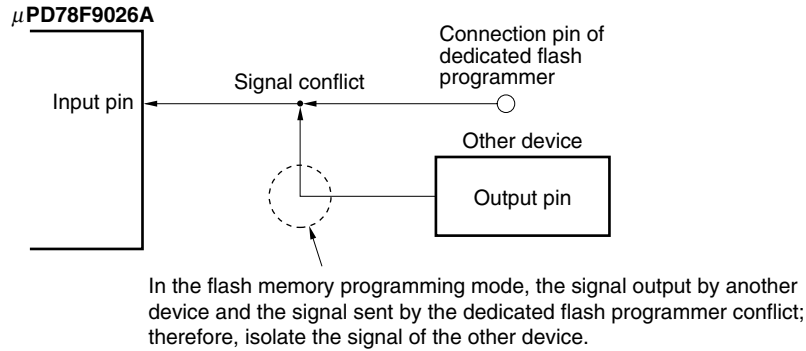 μPD78F9026A
Connection pin of
dedicated flash
programmer
Signal conflict
Input pin
Other device
Output pin
In the flash memory programming mode, the signal output by another
device and the signal sent by the dedicated flash programmer conflict;
therefore, isolate the signal of the other device.